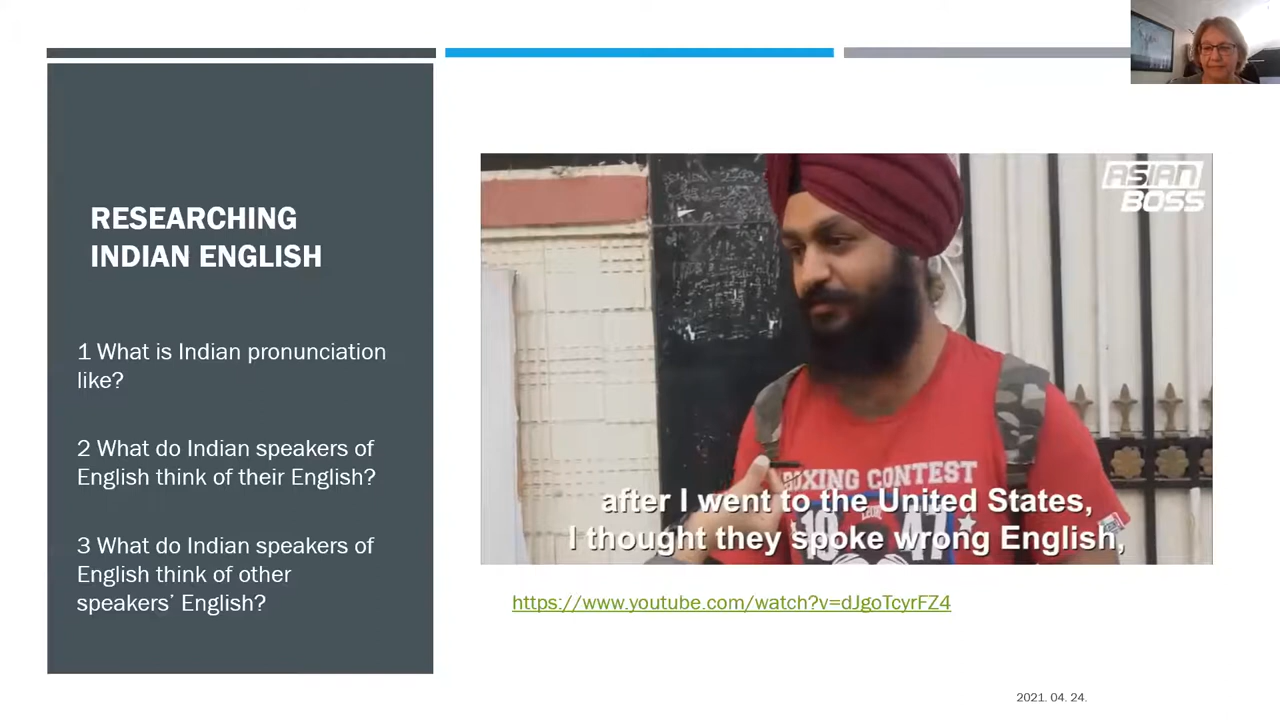 RESEARCHING
INDIAN ENGLISH
1 What is Indian pronunciation
like?
2 What do Indian speakers of
English think of their English?
3 What do Indian speakers of
English think of other
speakers’ English?
ASIAN
BOSS
BOXING CONTEST
after I went to the United States,
I thought they spoke wrong English,
https://www.youtube.com/watch?v=dJgoTcyrFZ4
2021. 04. 24.